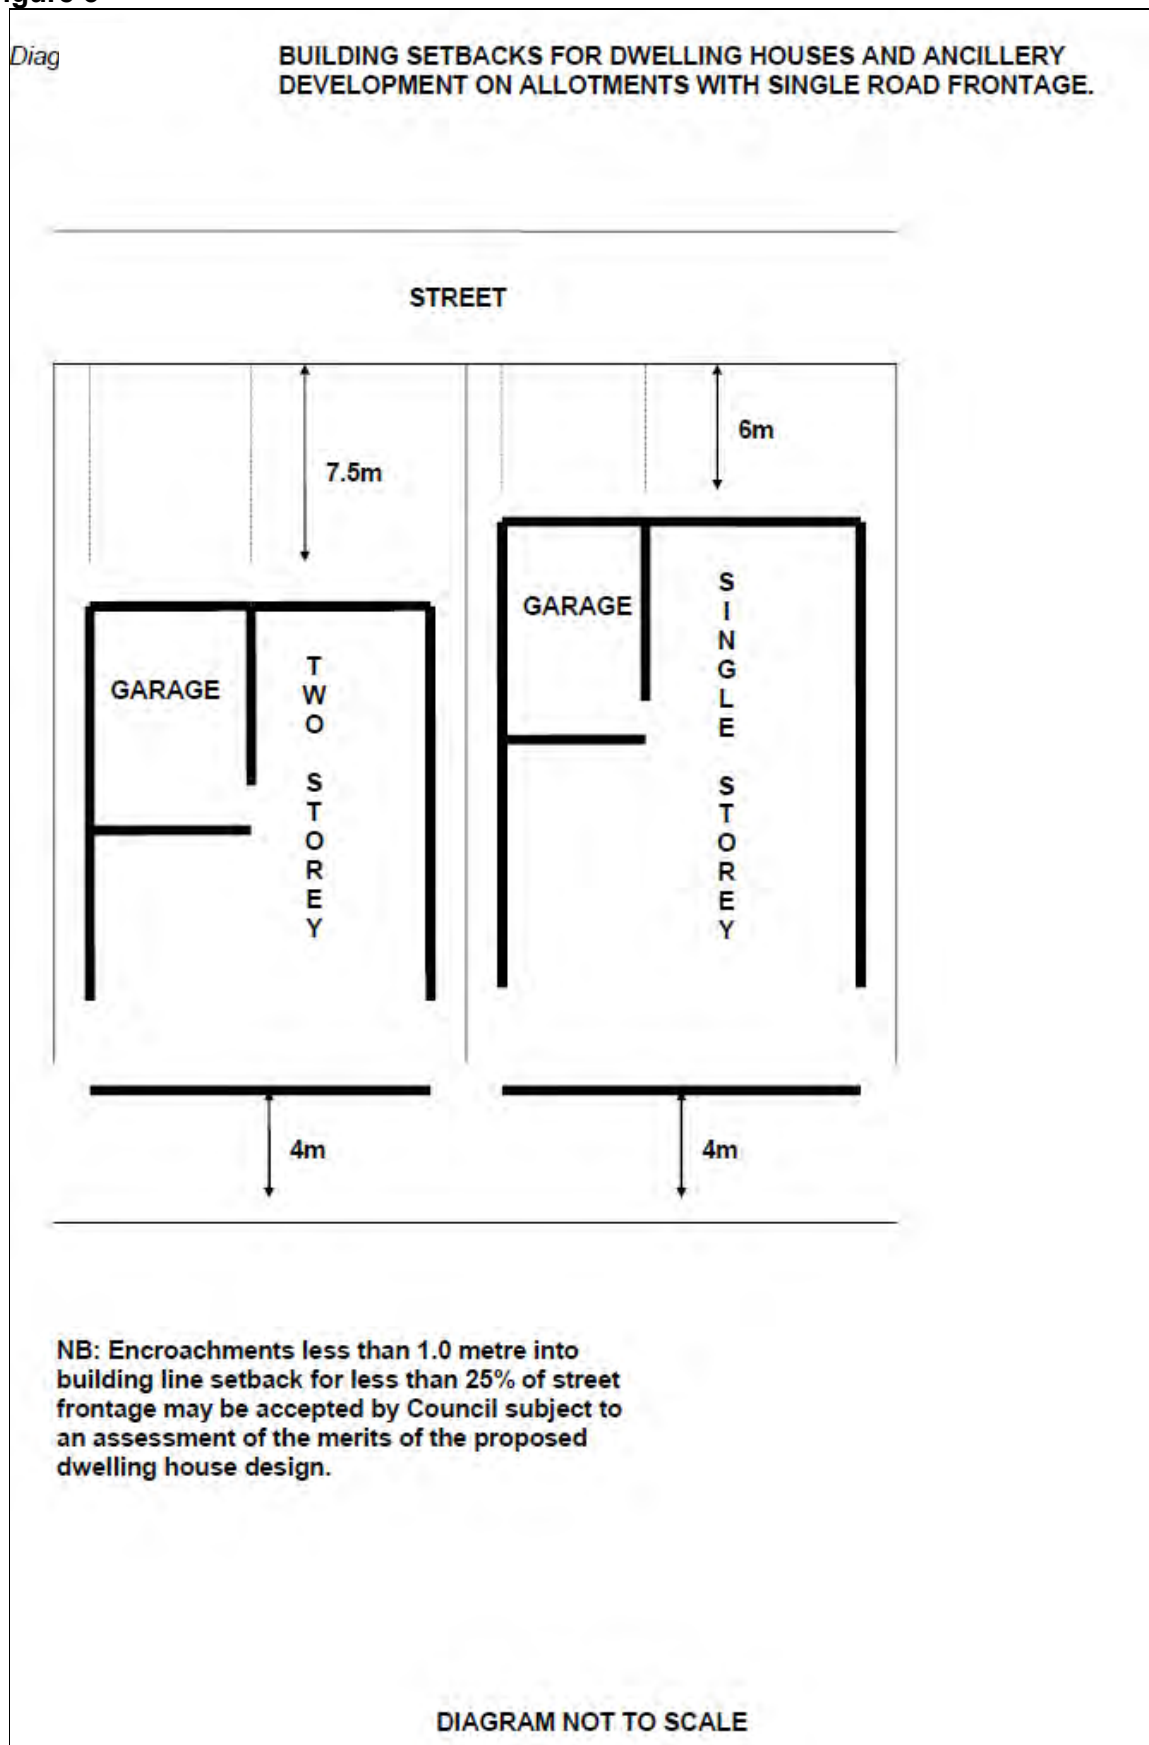 Diag
BUILDING SETBACKS FOR DWELLING HOUSES AND ANCILLERY
DEVELOPMENT ON ALLOTMENTS WITH SINGLE ROAD FRONTAGE.
STREET
7.5m
6m
GARAGE
TWO STOREY
GARAGE
SINGLE STOREY
4m
4m
NB: Encroachments less than 1.0 metre into
building line setback for less than 25% of street
frontage may be accepted by Council subject to
an assessment of the merits of the proposed
dwelling house design.
DIAGRAM NOT TO SCALE